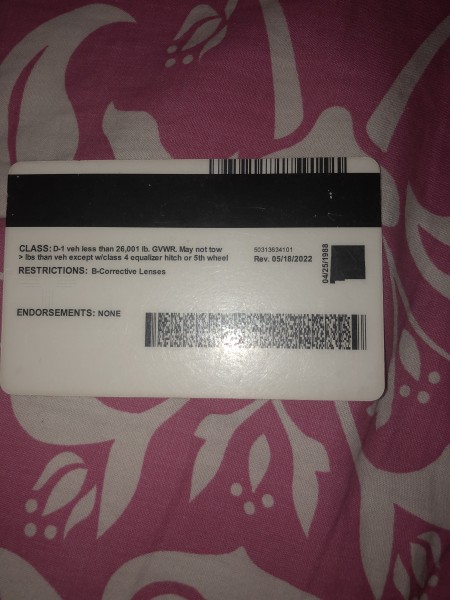 CLASS: D-1 veh less than 26,001 lb. GVWR. May not tow
> lbs than veh except w/class 4 equalizer hitch or 5th wheel
RESTRICTIONS: B-Corrective Lenses
50313634101
Rev. 05/18/2022
04/25/1988
ENDORSEMENTS: NONE